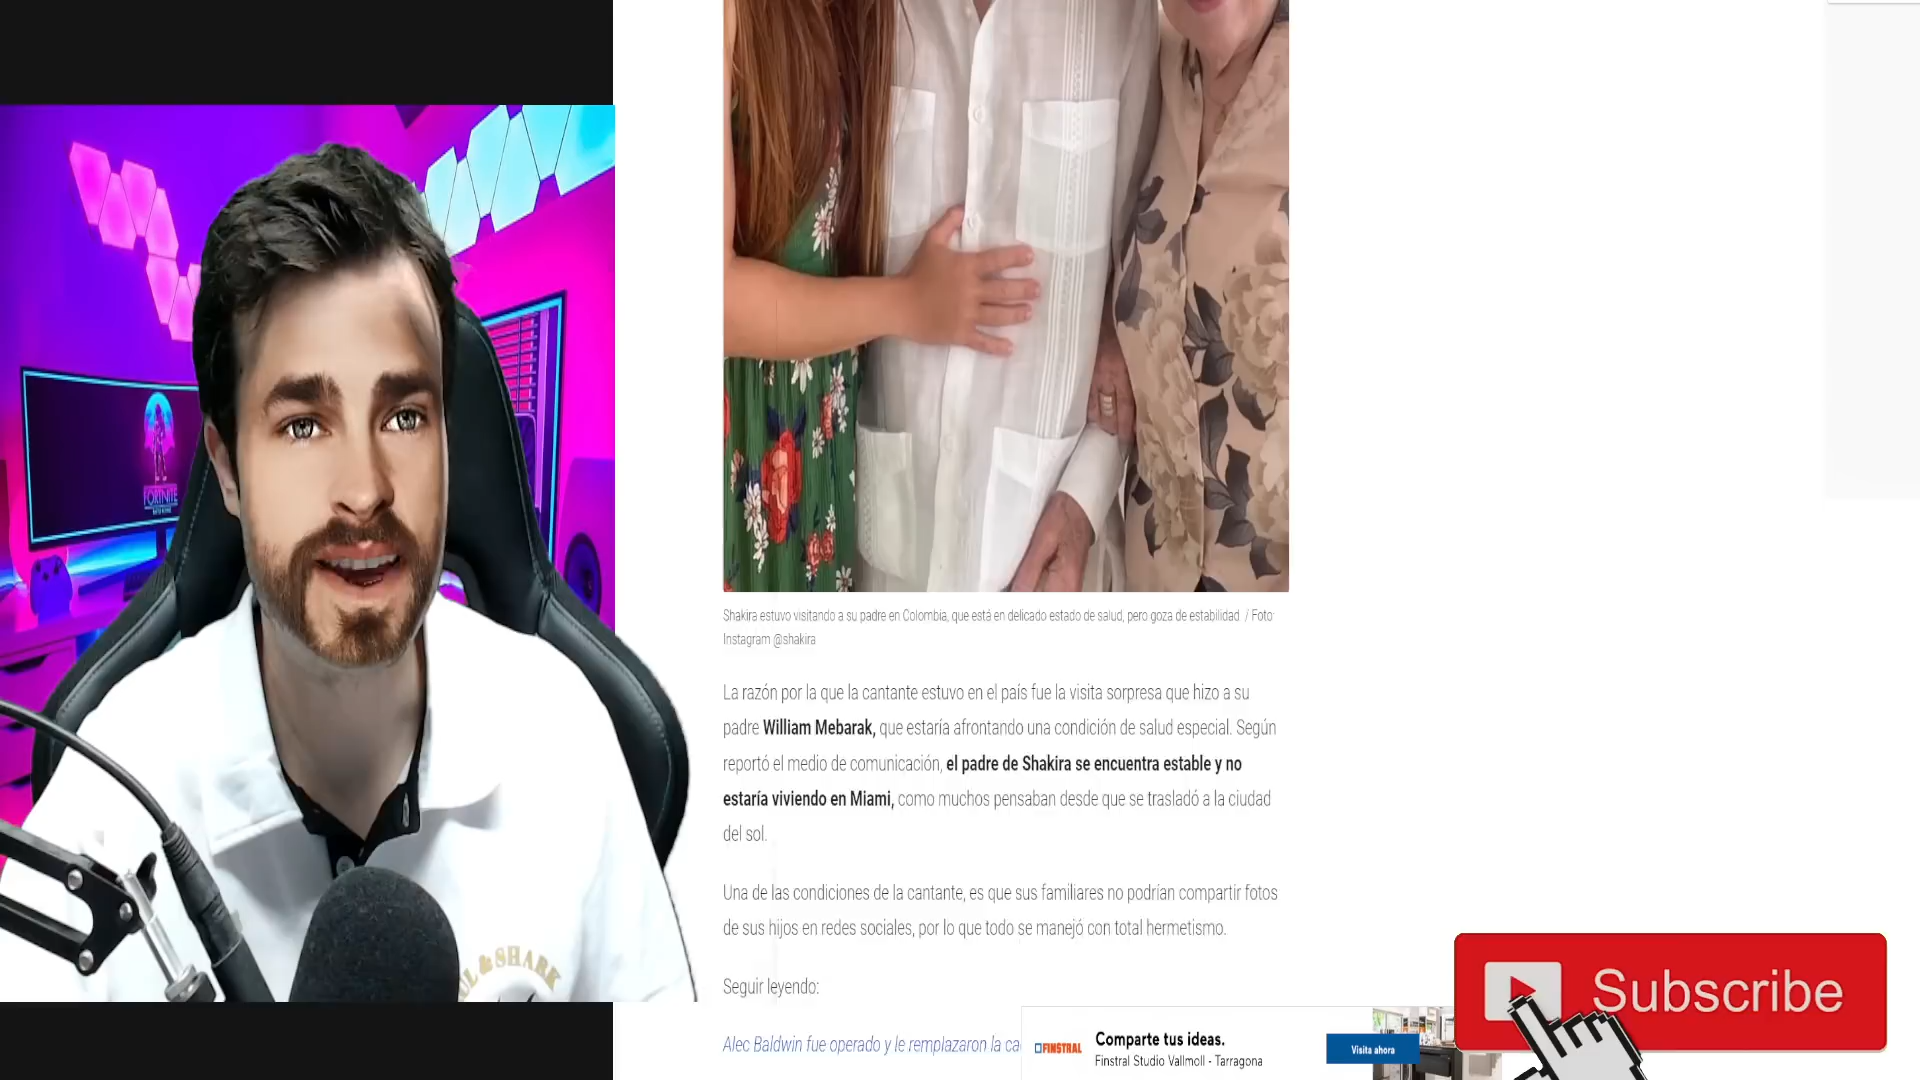 FORTNITE
Shakira estuvo visitando a su padre en Colombia, que está en delicado estado de salud, pero goza de estabilidad. / Foto:
Instagram @shakira
La razón por la que la cantante estuvo en el país fue la visita sorpresa que hizo a su
padre William Mebarak, que estaría afrontando una condición de salud especial. Según
reportó el medio de comunicación, el padre de Shakira se encuentra estable y no
estaría viviendo en Miami, como muchos pensaban desde que se trasladó a la ciudad
del sol.
Una de las condiciones de la cantante, es que sus familiares no podrían compartir fotos
de sus hijos en redes sociales, por lo que todo se manejó con total hermetismo.
Seguir leyendo:
Alec Baldwin fue operado y le remplazaron la
FINSTRAL
Comparte tus ideas.
Finstral Studio Vallmoll - Tarragona
Visita ahora
Subscribe
& SHARK